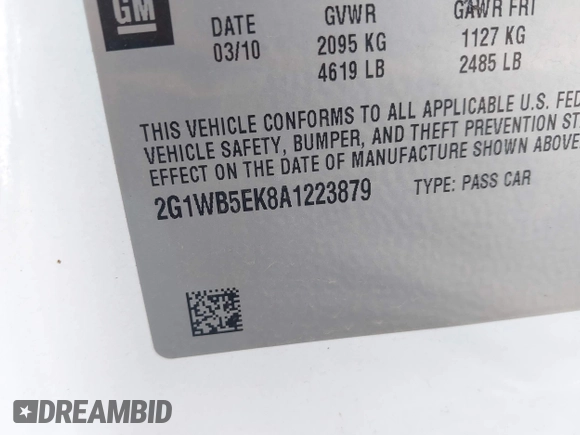 GM
DATE GVWR GAWR FRT
03/10 2095 KG 1127 KG
4619 LB 2485 LB
THIS VEHICLE CONFORMS TO ALL APPLICABLE U.S. FED
VEHICLE SAFETY, BUMPER, AND THEFT PREVENTION ST
EFFECT ON THE DATE OF MANUFACTURE SHOWN ABOVE
2G1WB5EK8A1223879 TYPE: PASS CAR
DREAMBID